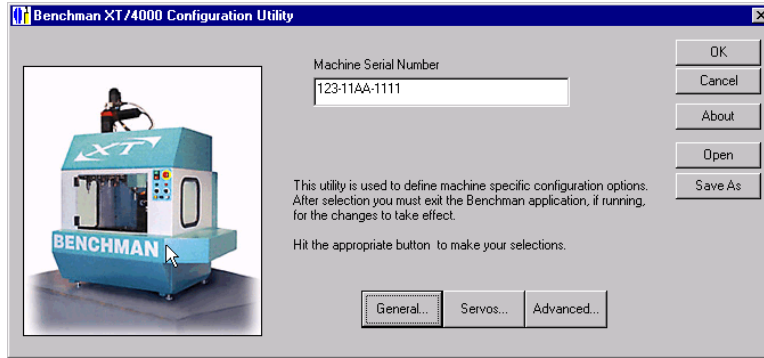 Benchman XT/4000 Configuration Utility
Machine Serial Number
123-11AA-1111
OK
Cancel
About
Open
Save As
XT
BENCHMAN
This utility is used to define machine specific configuration options.
After selection you must exit the Benchman application, if running,
for the changes to take effect.
Hit the appropriate button to make your selections.
General...
Servos...
Advanced...